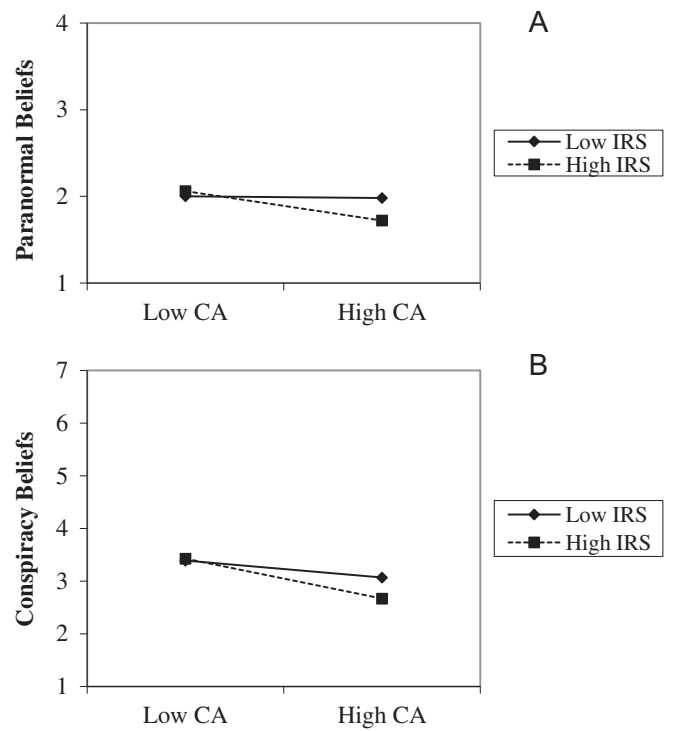 A
Paranormal Beliefs
4
3
2
1
Low CA
High CA
Low IRS
High IRS
B
Conspiracy Beliefs
7
6
5
4
3
2
1
Low CA
High CA
Low IRS
High IRS